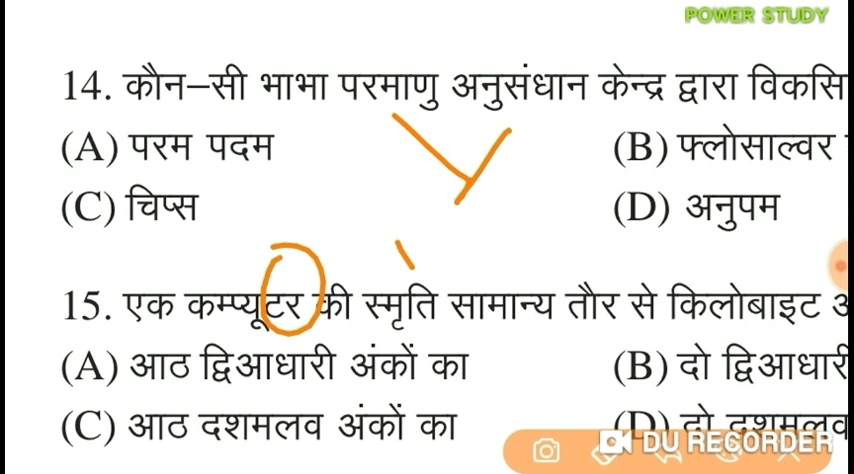 POWER STUDY
14. कौन–सी भाभा परमाणु अनुसंधान केन्द्र द्वारा विकसि
(A) परम पदम (B) फ्लोसाल्वर
(C) चिप्स (D) अनुपम
15. एक कम्प्यूटर की स्मृति सामान्य तौर से किलोबाइट
(A) आठ द्विआधारी अंकों का (B) दो द्विआधारी
(C) आठ दशमलव अंकों का (D) दो दशमलव
DU RECORDER